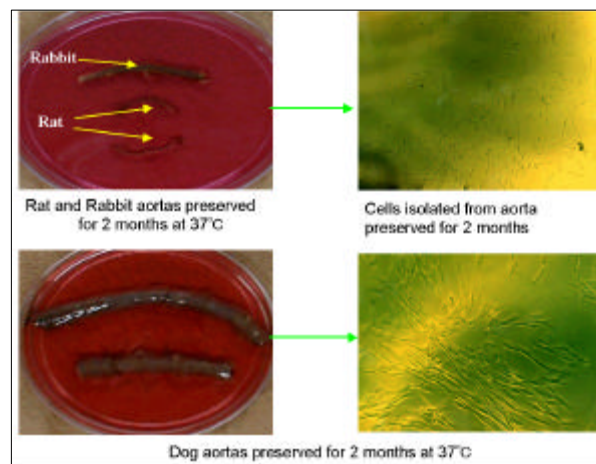 Rabbit
Rat
Rat and Rabbit aortas preserved
for 2 months at 37°C
Cells isolated from aorta
preserved for 2 months
Dog aortas preserved for 2 months at 37°C